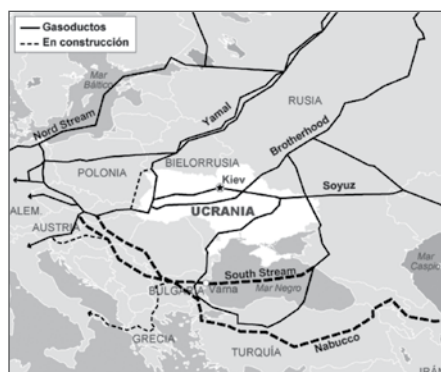 Gasoductos
En construcción
Mar
Báltico
Nord Stream
Yamal
RUSIA
Brotherhood
BIELORRUSIA
POLONIA
Kiev
Soyuz
ALEM.
UCRANIA
AUSTRIA
Mar
Caspio
South Stream
BULGARIA
Varna
Mar Negro
GRECIA
TURQUÍA
Nabucco